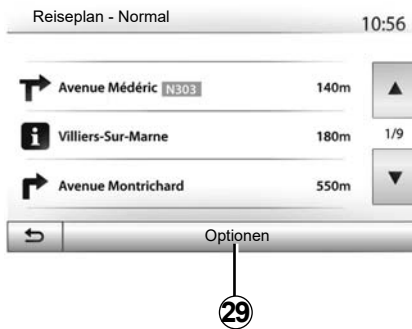 Reiseplan - Normal
10:56
Avenue Médéric N303 140m
Villiers-Sur-Marne 180m
1/9
Avenue Montrichard 550m
Optionen
29